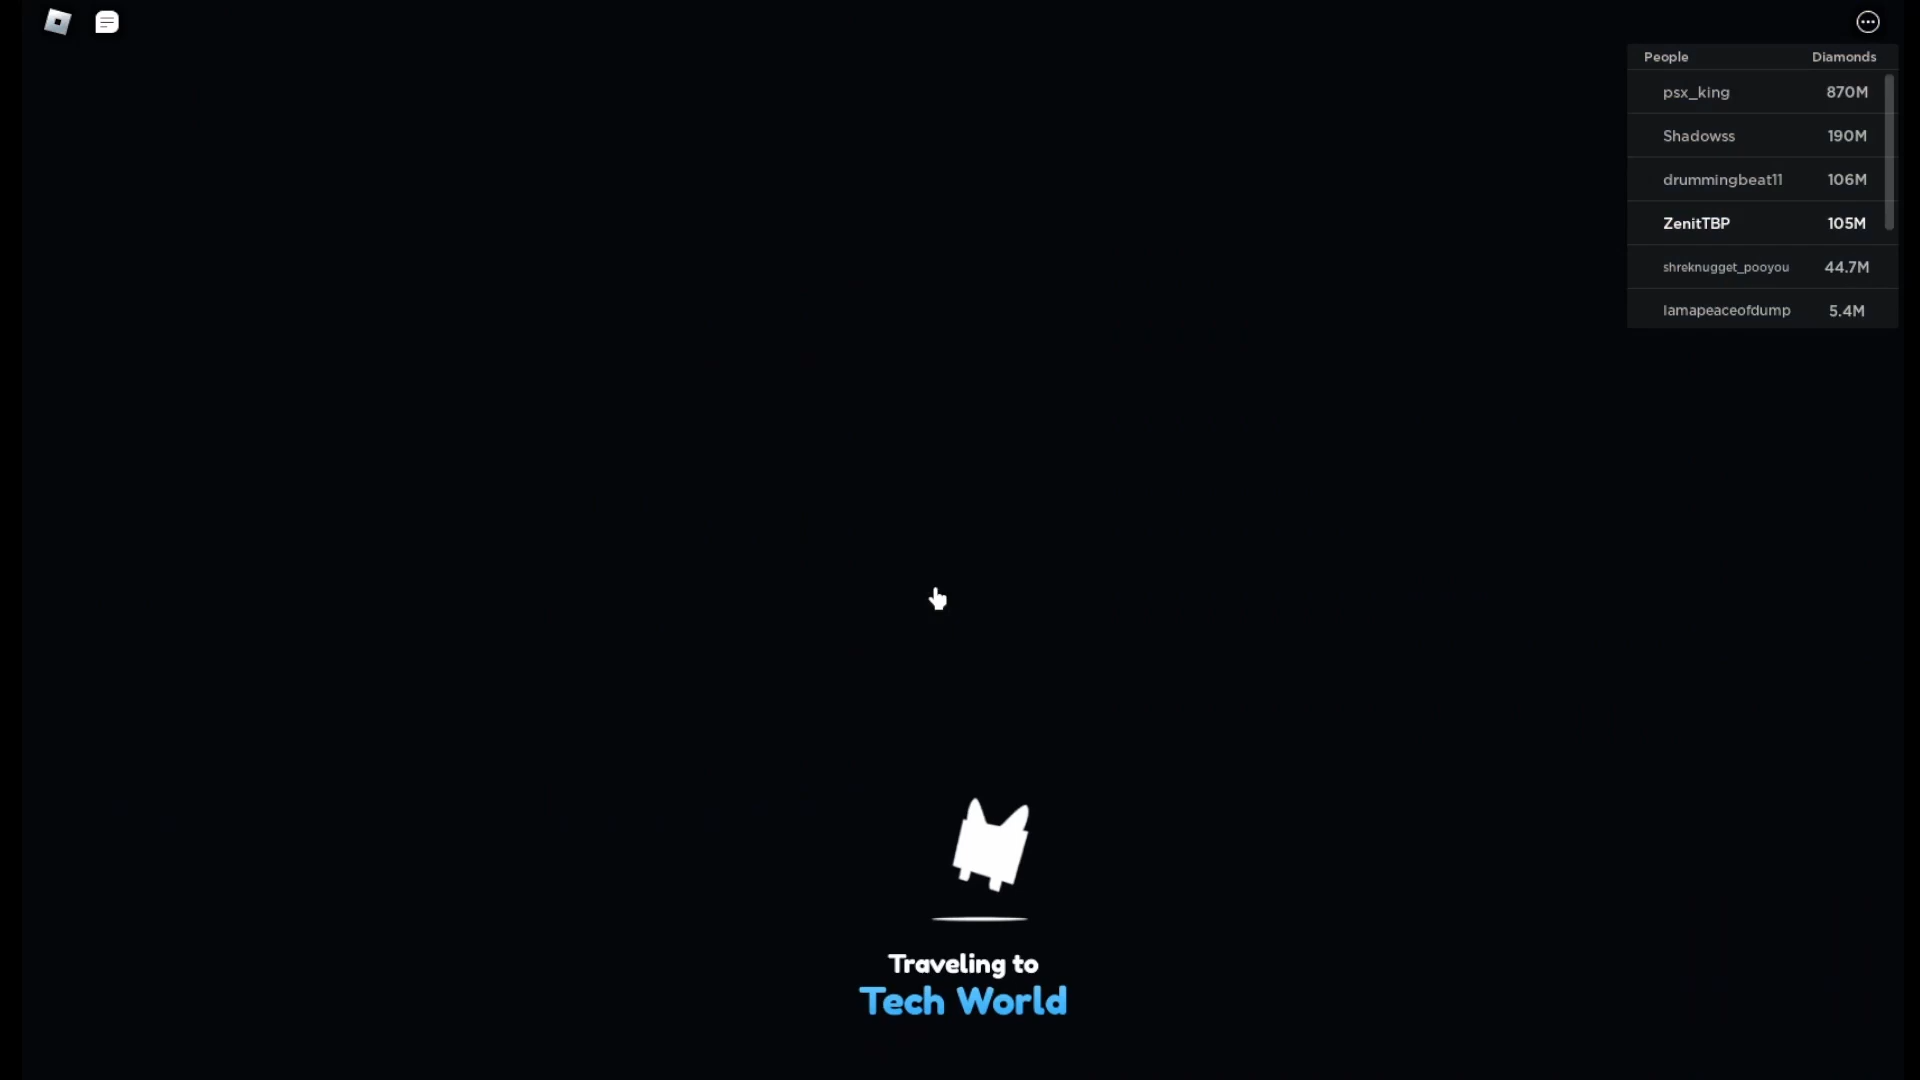 People Diamonds
psx_king 870M
Shadowss 190M
drummingbeat11 106M
ZenitTBP 105M
shreknugget_pooyou 44.7M
Iamapeaceofdump 5.4M
Traveling to
Tech World